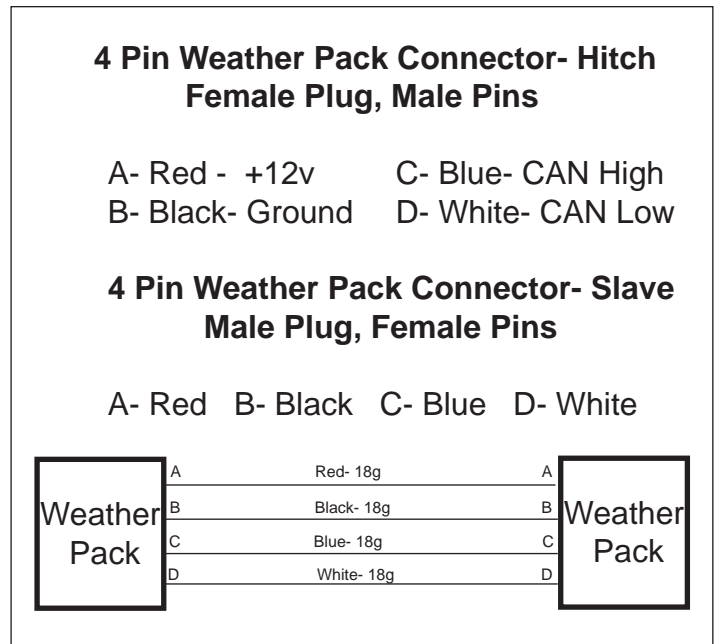 4 Pin Weather Pack Connector- Hitch
Female Plug, Male Pins
A- Red - +12v C- Blue- CAN High
B- Black- Ground D- White- CAN Low
4 Pin Weather Pack Connector- Slave
Male Plug, Female Pins
A- Red B- Black C- Blue D- White
Weather
Pack
A Red- 18g A
B Black- 18g B
C Blue- 18g C
D White- 18g D
Weather
Pack